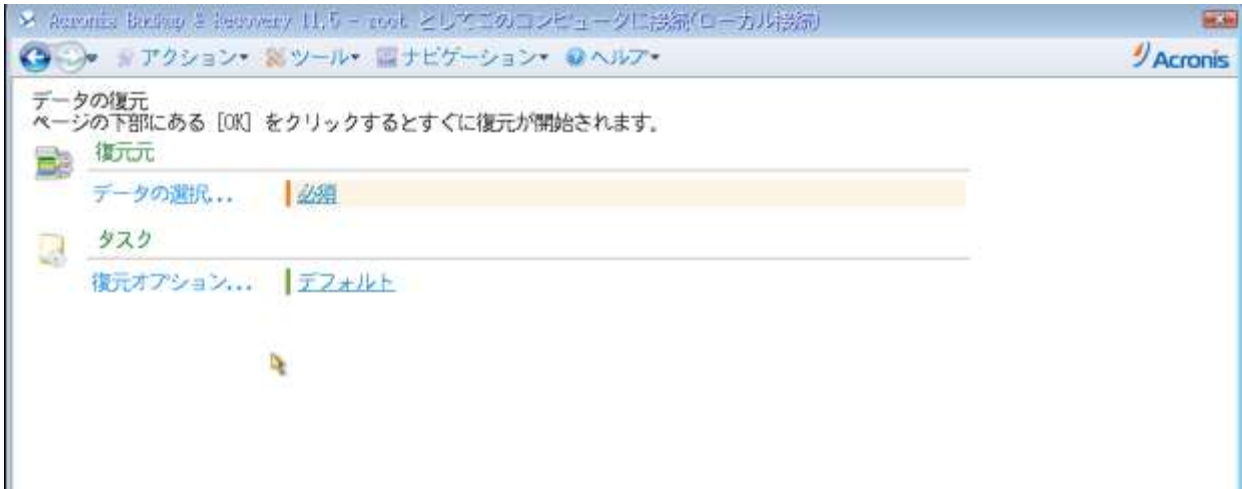 Acronis Backup & Recovery 11.5 - root としてこのコンピュータに接続(ローカル接続)
アクション ツール ナビゲーション ヘルプ
Acronis
データの復元
ページの下部にある [OK] をクリックするとすぐに復元が開始されます。
復元元
データの選択... 必須
タスク
復元オプション... デフォルト